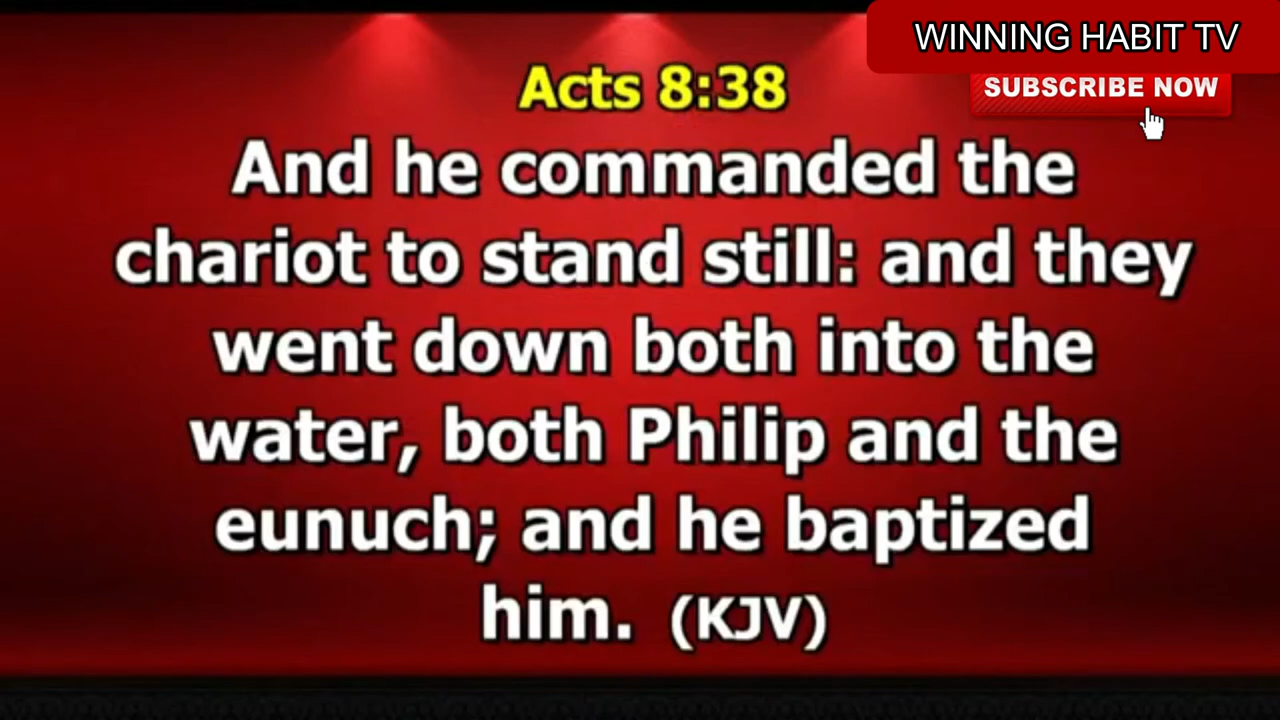 WINNING HABIT TV
SUBSCRIBE NOW
Acts 8:38
And he commanded the
chariot to stand still: and they
went down both into the
water, both Philip and the
eunuch; and he baptized
him. (KJV)